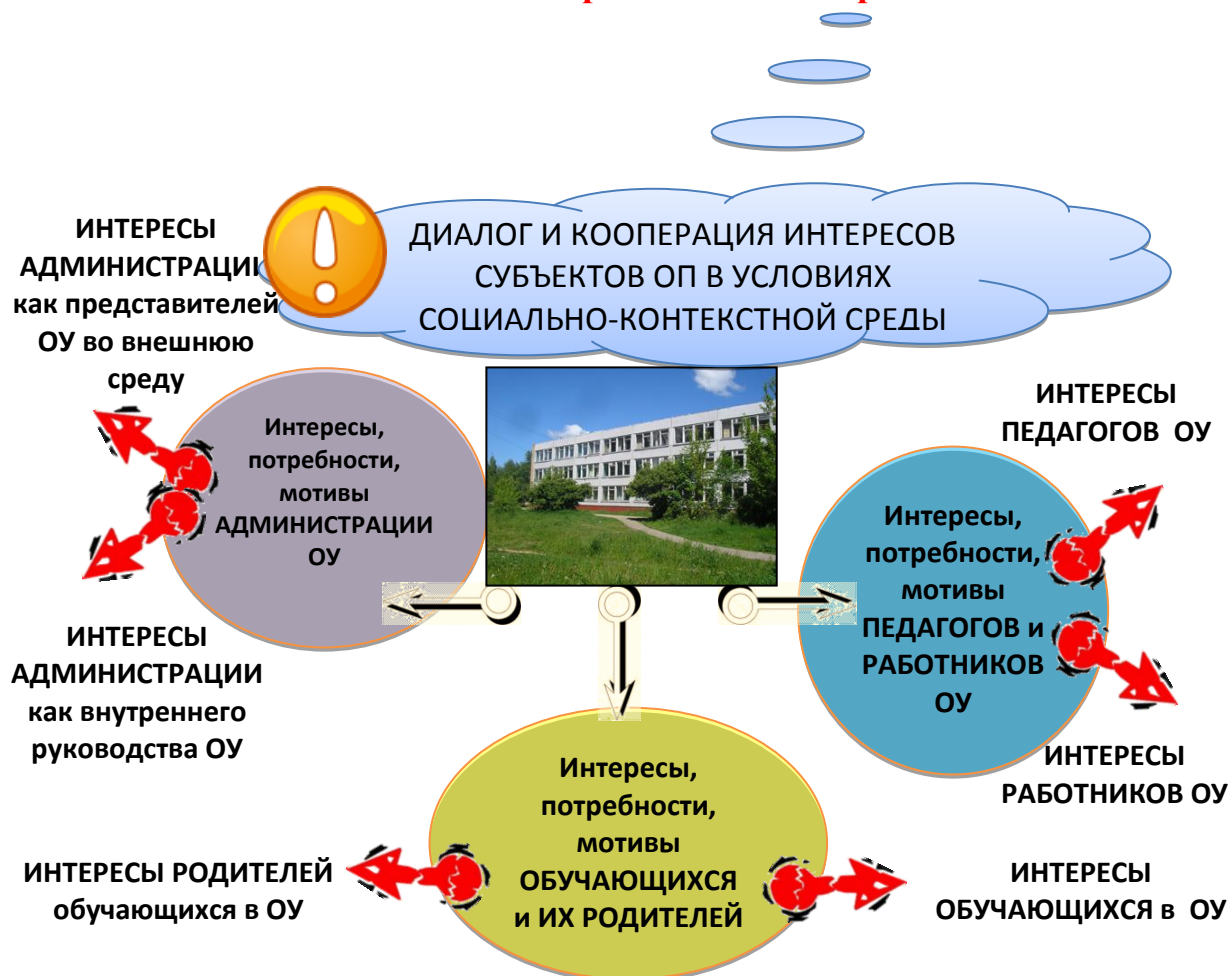 ДИАЛОГ И КООПЕРАЦИЯ ИНТЕРЕСОВ
СУБЪЕКТОВ ОП В УСЛОВИЯХ
СОЦИАЛЬНО-КОНТЕКСТНОЙ СРЕДЫ
ИНТЕРЕСЫ
АДМИНИСТРАЦИИ
как представителей
ОУ во внешнюю
среду
Интересы,
потребности,
мотивы
АДМИНИСТРАЦИИ
ОУ
ИНТЕРЕСЫ
АДМИНИСТРАЦИИ
как внутреннего
руководства ОУ
ИНТЕРЕСЫ
ПЕДАГОГОВ ОУ
Интересы,
потребности,
мотивы
ПЕДАГОГОВ и
РАБОТНИКОВ
ОУ
ИНТЕРЕСЫ
РАБОТНИКОВ ОУ
Интересы,
потребности,
мотивы
ОБУЧАЮЩИХСЯ
и ИХ РОДИТЕЛЕЙ
ИНТЕРЕСЫ РОДИТЕЛЕЙ
обучающихся в ОУ
ИНТЕРЕСЫ
ОБУЧАЮЩИХСЯ в ОУ